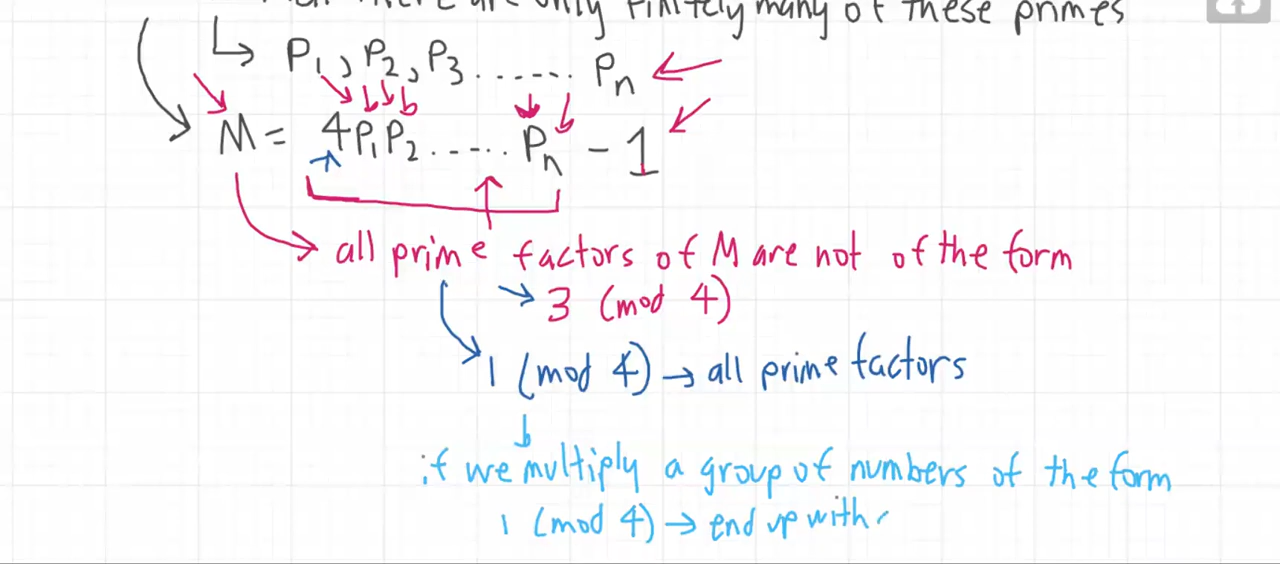 are only finitely many of these primes
P1, P2, P3 ....... Pn
M = 4P1P2 ...... Pn - 1
all prime factors of M are not of the form
3 (mod 4)
1 (mod 4) → all prime factors
if we multiply a group of numbers of the form
1 (mod 4) → end up with